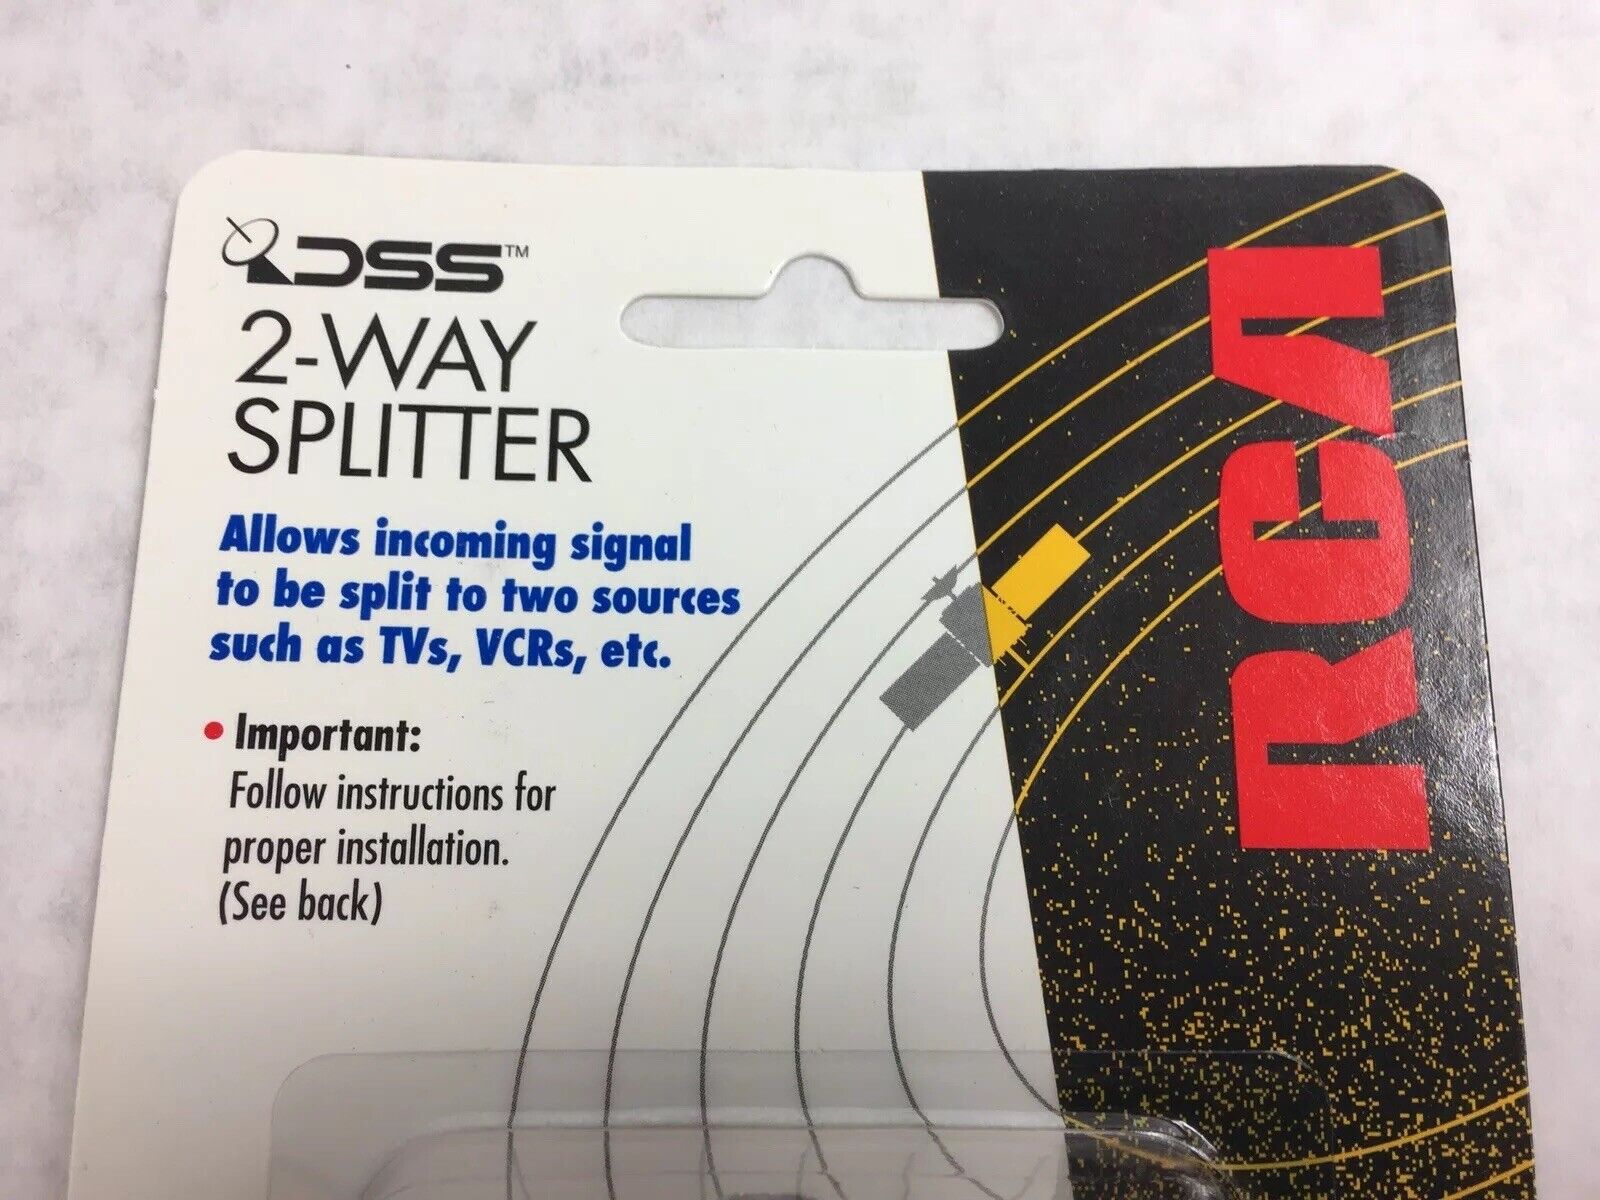 DSS™
2-WAY
SPLITTER
Allows incoming signal
to be split to two sources
such as TVs, VCRs, etc.
• Important:
Follow instructions for
proper installation.
(See back)
RCA